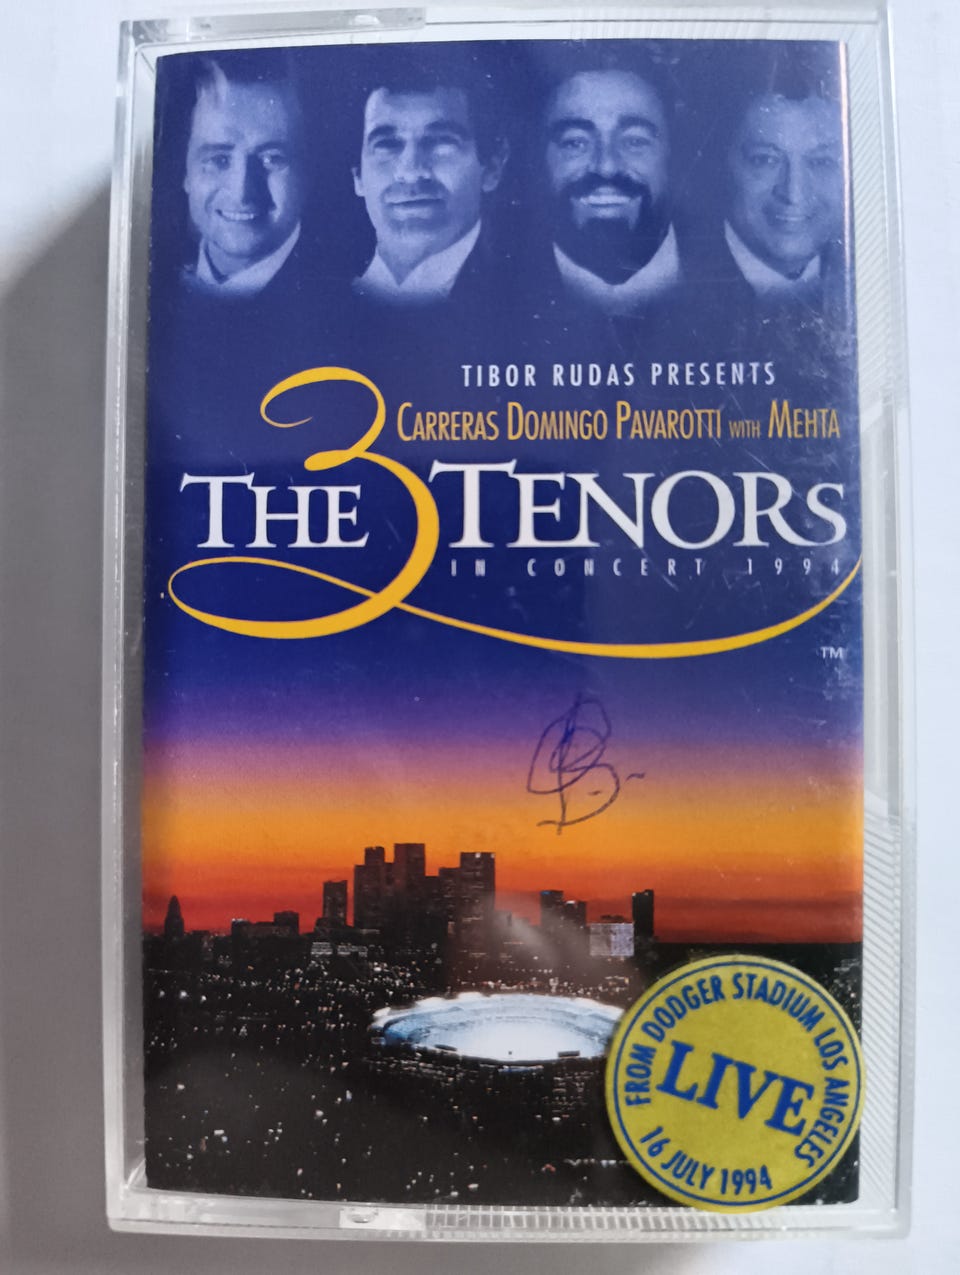 TIBOR RUDAS PRESENTS
CARRERAS DOMINGO PAVAROTTI WITH MEHTA
THE 3 TENORS
IN CONCERT 1994
TM
FROM DODGER STADIUM LOS ANGELES
LIVE
16 JULY 1994